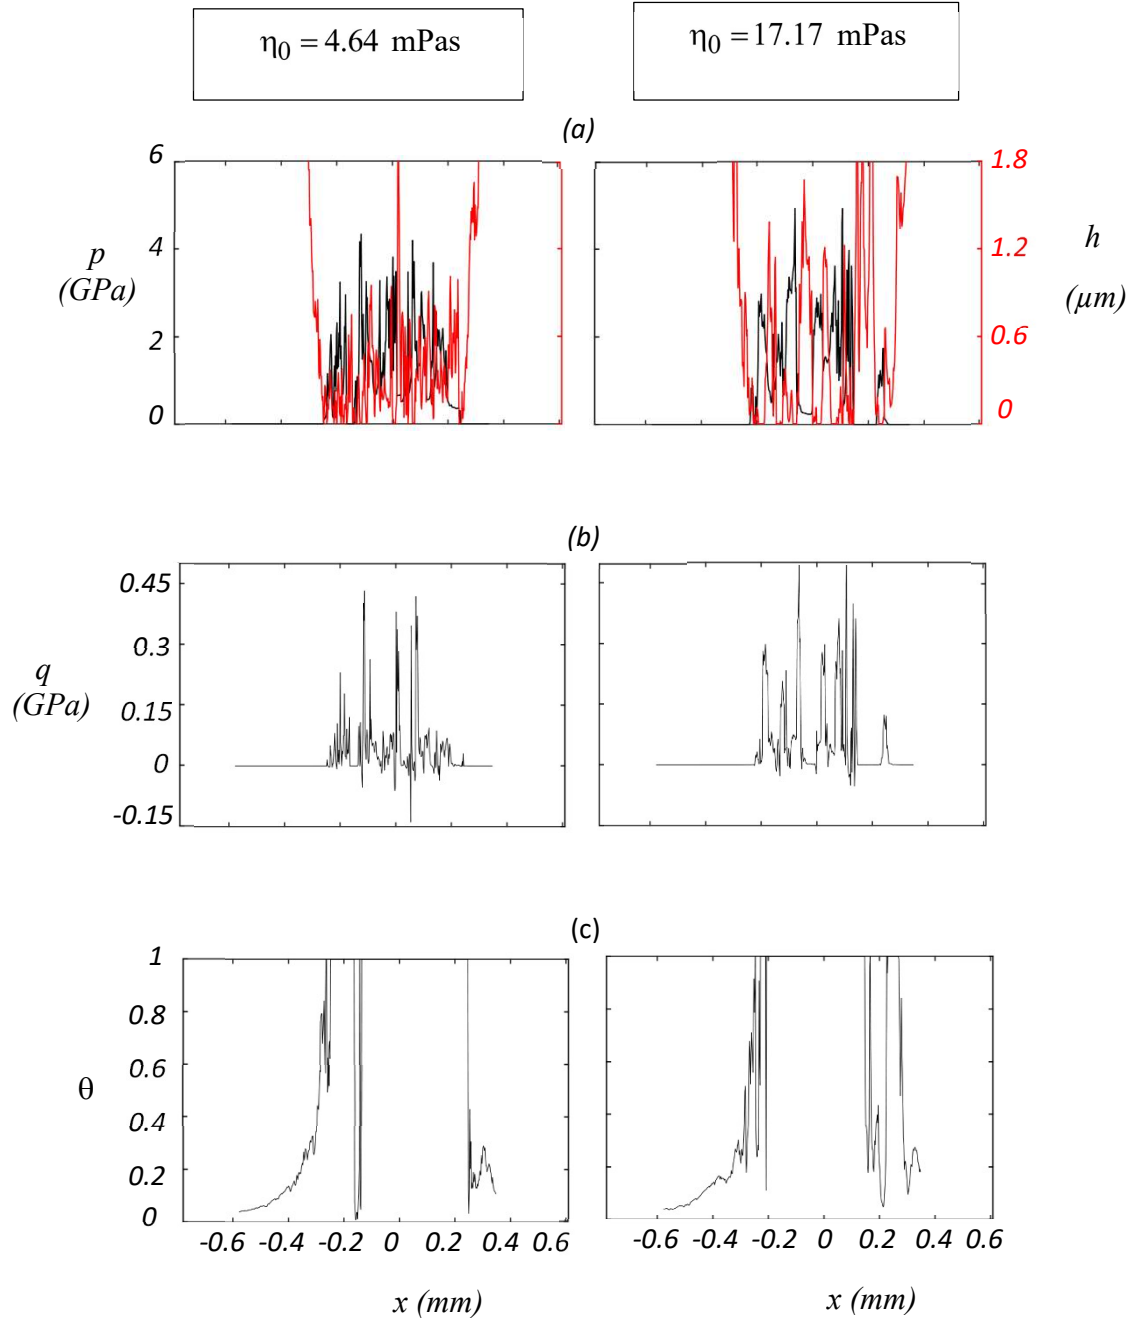 η0 = 4.64 mPas
η0 = 17.17 mPas
(a)
6
4
2
0
p
(GPa)
1.8
1.2
0.6
0
h
(μm)
(b)
0.45
0.3
0.15
0
-0.15
q
(GPa)
(c)
1
0.8
0.6
0.4
0.2
0
θ
-0.6 -0.4 -0.2 0 0.2 0.4 0.6
-0.6 -0.4 -0.2 0 0.2 0.4 0.6
x (mm)
x (mm)